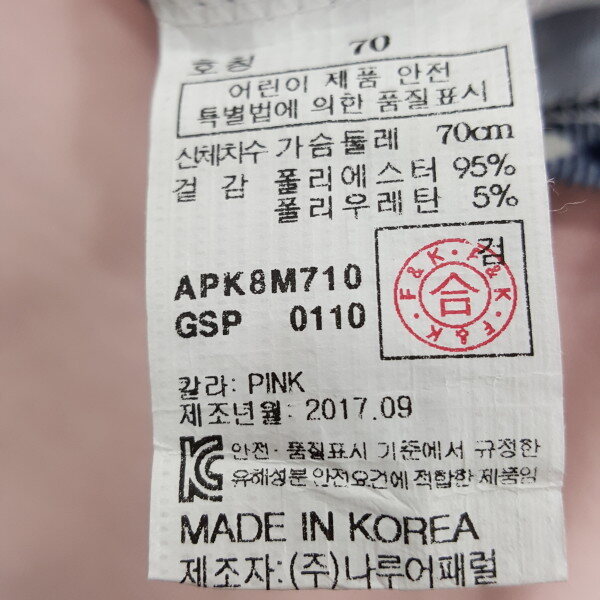 호칭 70
어린이 제품 안전
특별법에 의한 품질표시
신체치수 가슴둘레 70cm
겉감 폴리에스터 95%
폴리우레탄 5%
검
F&K · F&K · F&K · F&K
合
APK8M710
GSP 0110
칼라: PINK
제조년월: 2017.09
KC 안전·품질표시 기준에서 규정한
유해성분 안전요건에 적합한 제품임
MADE IN KOREA
제조자:(주)나루어패럴